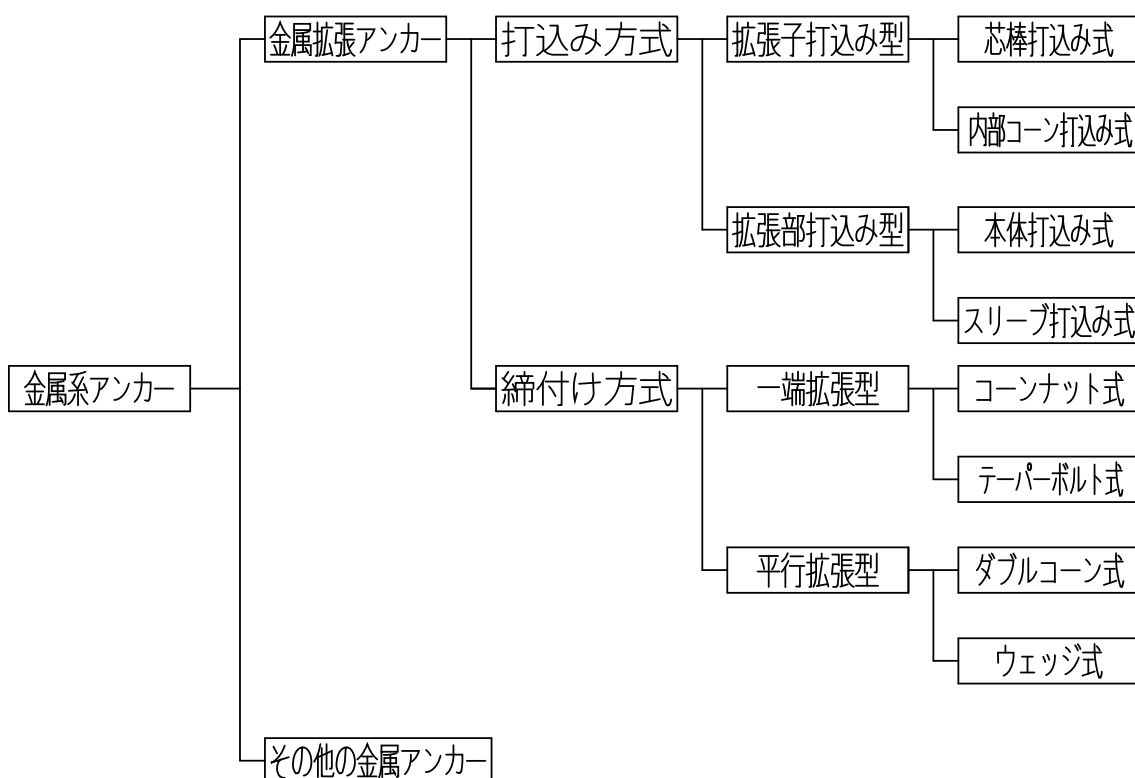 金属拡張アンカー
打込み方式
拡張子打込み型
芯棒打込み式
内部コーン打込み式
拡張部打込み型
本体打込み式
スリーブ打込み式
金属系アンカー
締付け方式
一端拡張型
コーンナット式
テーパーボルト式
平行拡張型
ダブルコーン式
ウェッジ式
その他の金属アンカー